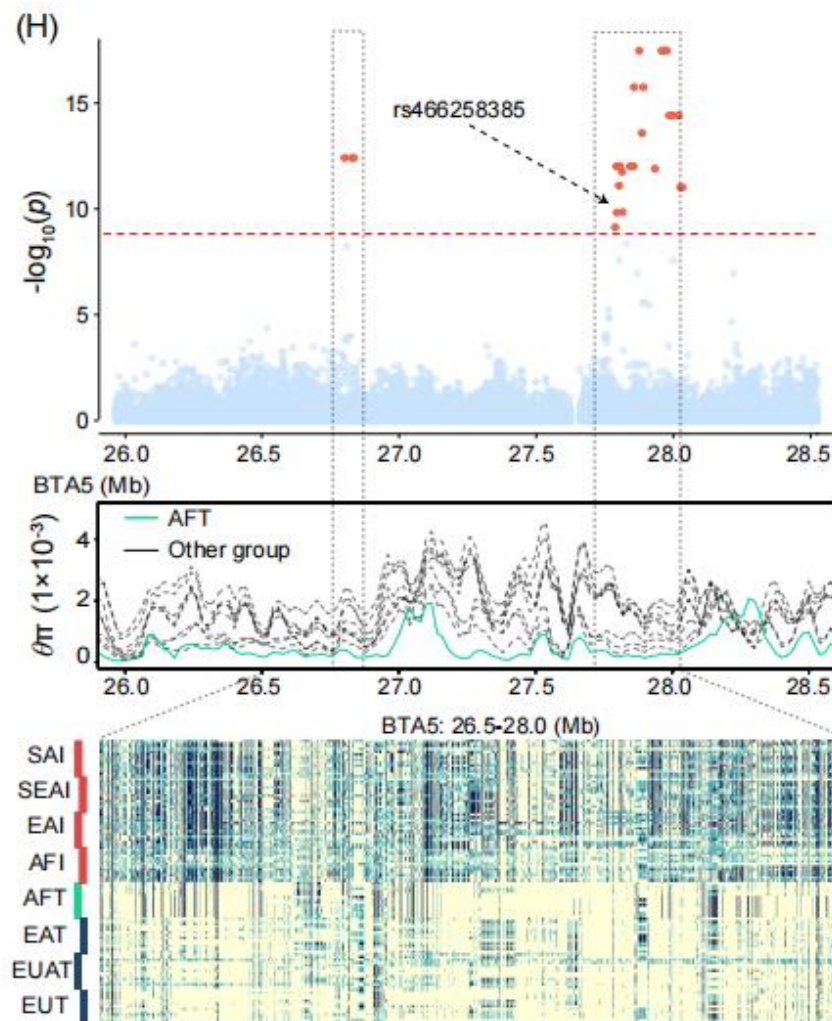 (H)
rs466258385
-log10(p)
15
10
5
0
26.0 26.5 27.0 27.5 28.0 28.5
BTA5 (Mb)
AFT
Other group
θπ (1×10⁻³)
4
2
0
26.0 26.5 27.0 27.5 28.0 28.5
BTA5: 26.5-28.0 (Mb)
SAI
SEAI
EAI
AFI
AFT
EAT
EUAT
EUT